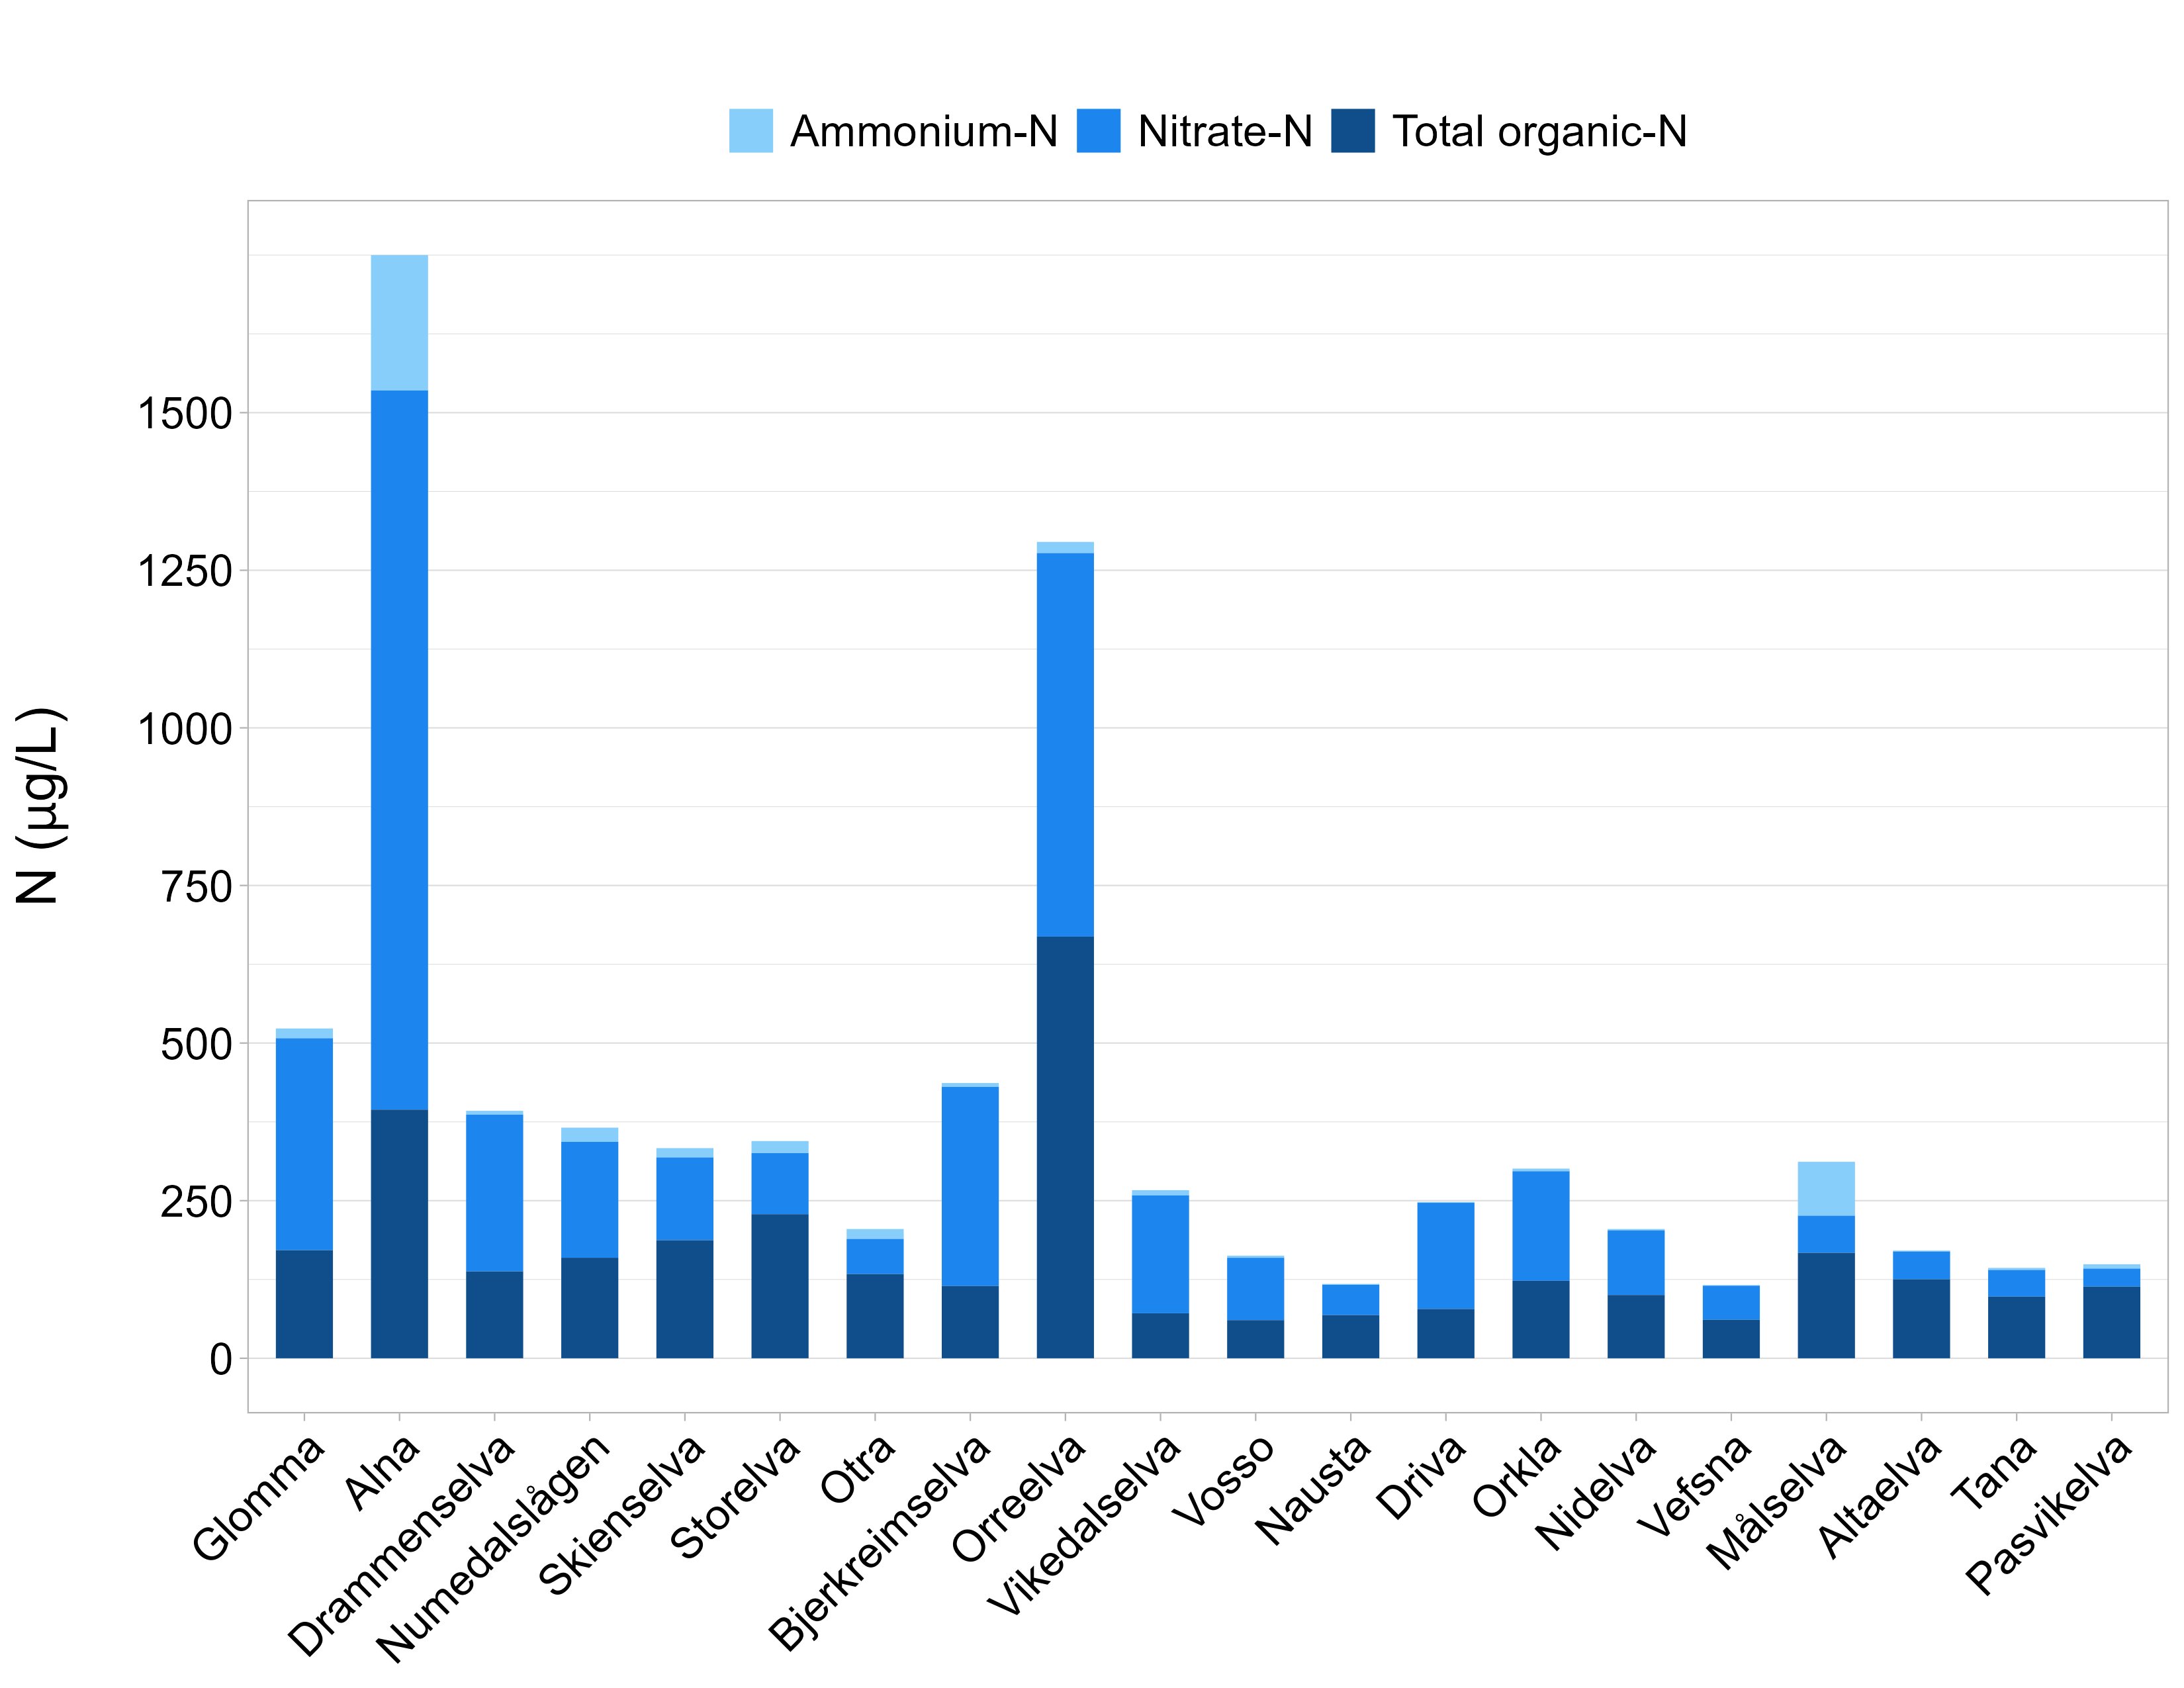 Ammonium-N Nitrate-N Total organic-N
N (µg/L)
1500
1250
1000
750
500
250
0
Glomma
Alna
Drammenselva
Numedalslågen
Skienselva
Storelva
Otra
Bjerkreimselva
Orreelva
Vikedalselva
Vosso
Nausta
Driva
Orkla
Nidelva
Vefsna
Målselva
Altaelva
Tana
Pasvikelva